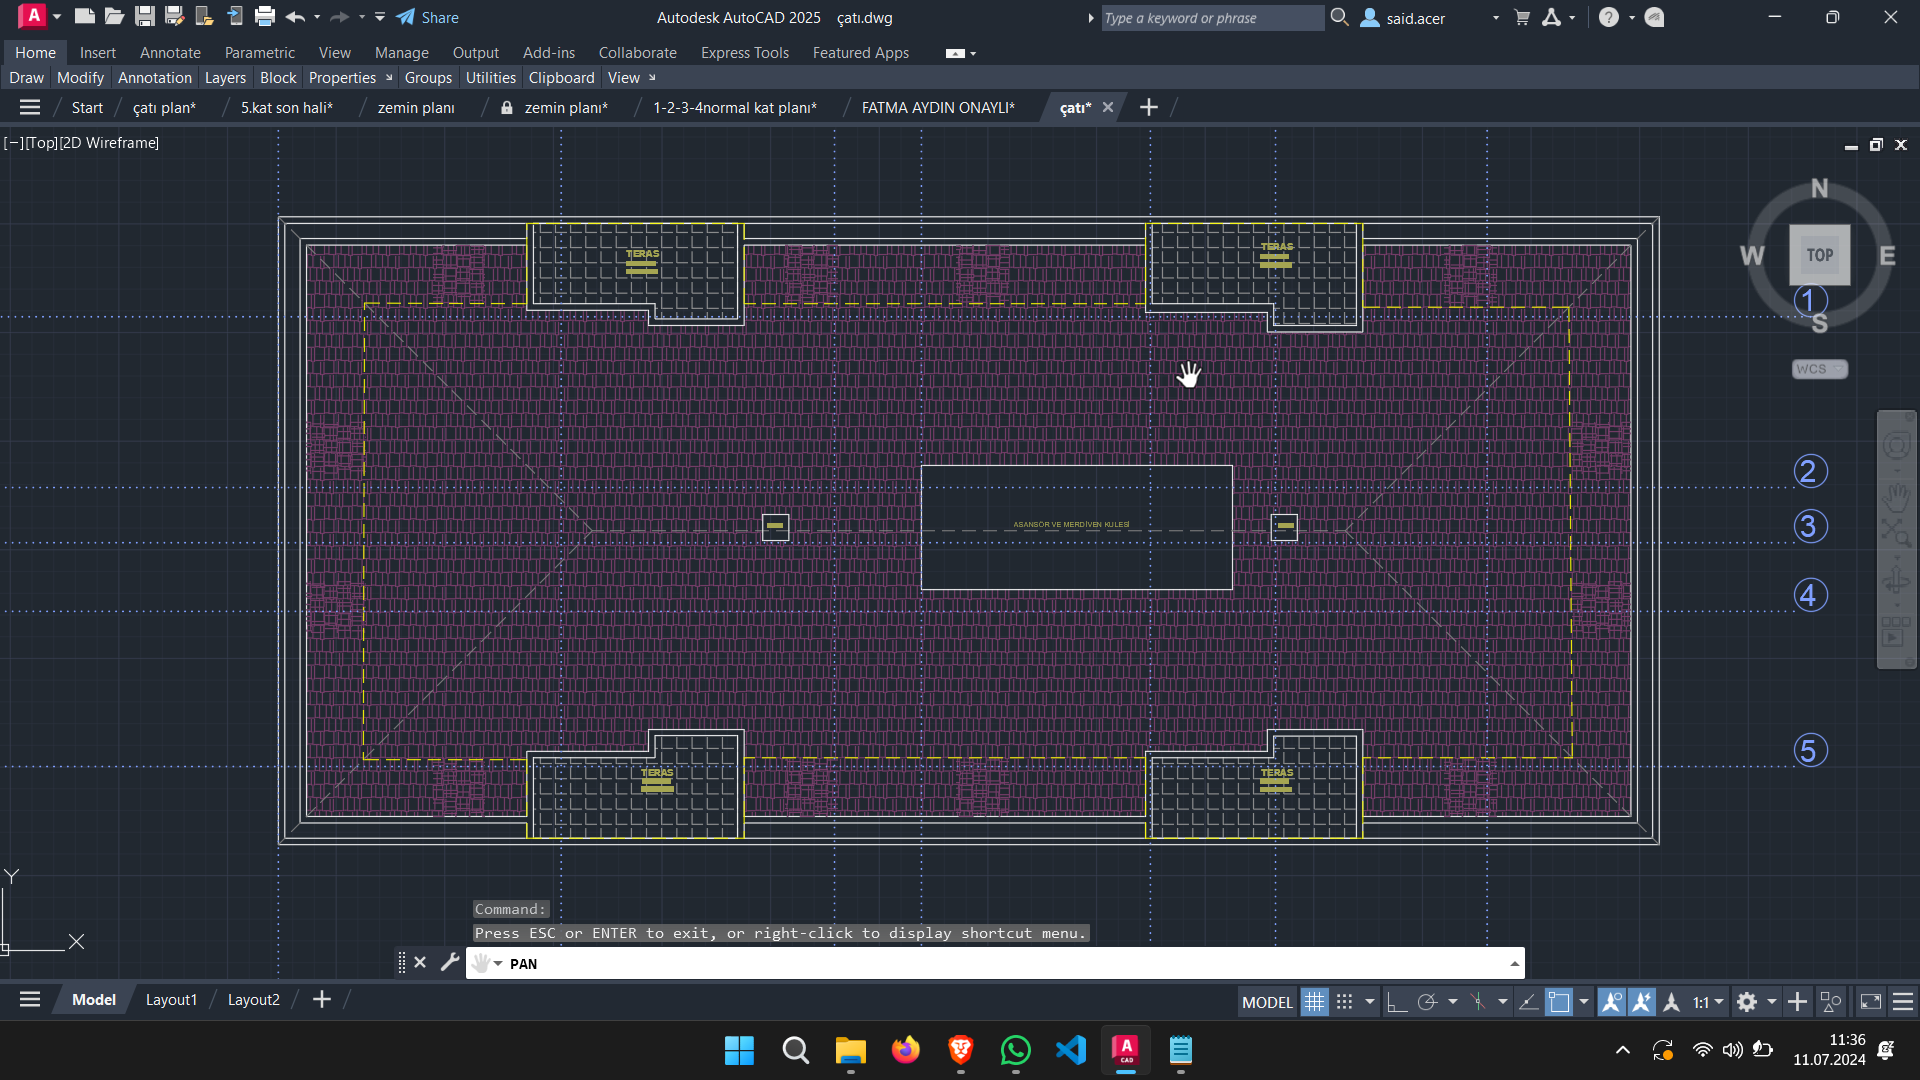 Share
Autodesk AutoCAD 2025 çatı.dwg
Type a keyword or phrase
said.acer
Home Insert Annotate Parametric View Manage Output Add-ins Collaborate Express Tools Featured Apps
Draw Modify Annotation Layers Block Properties Groups Utilities Clipboard View
Start çatı plan* 5.kat son hali* zemin planı zemin planı* 1-2-3-4normal kat planı* FATMA AYDIN ONAYLI* çatı*
[−][Top][2D Wireframe]
N
W TOP E
S
WCS
TERAS
TERAS
1
2
ASANSÖR VE MERDİVEN KULESİ
3
4
5
TERAS
TERAS
Y
X
Command:
Press ESC or ENTER to exit, or right-click to display shortcut menu.
PAN
Model Layout1 Layout2
MODEL 1:1
A CAD
11:36
11.07.2024